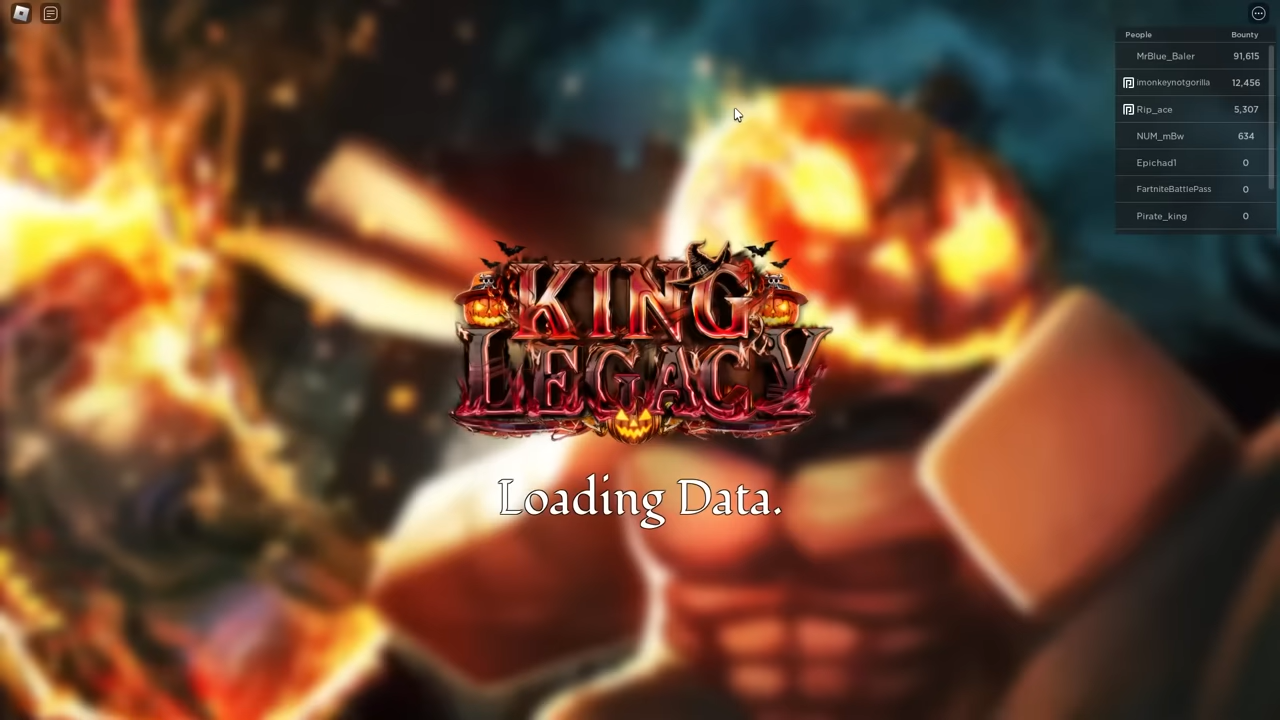 People Bounty
MrBlue_Baler 91,615
imonkeynotgorilla 12,456
Rip_ace 5,307
NUM_mBw 634
Epichad1 0
FartniteBattlePass 0
Pirate_king 0
KING
LEGACY
Loading Data.